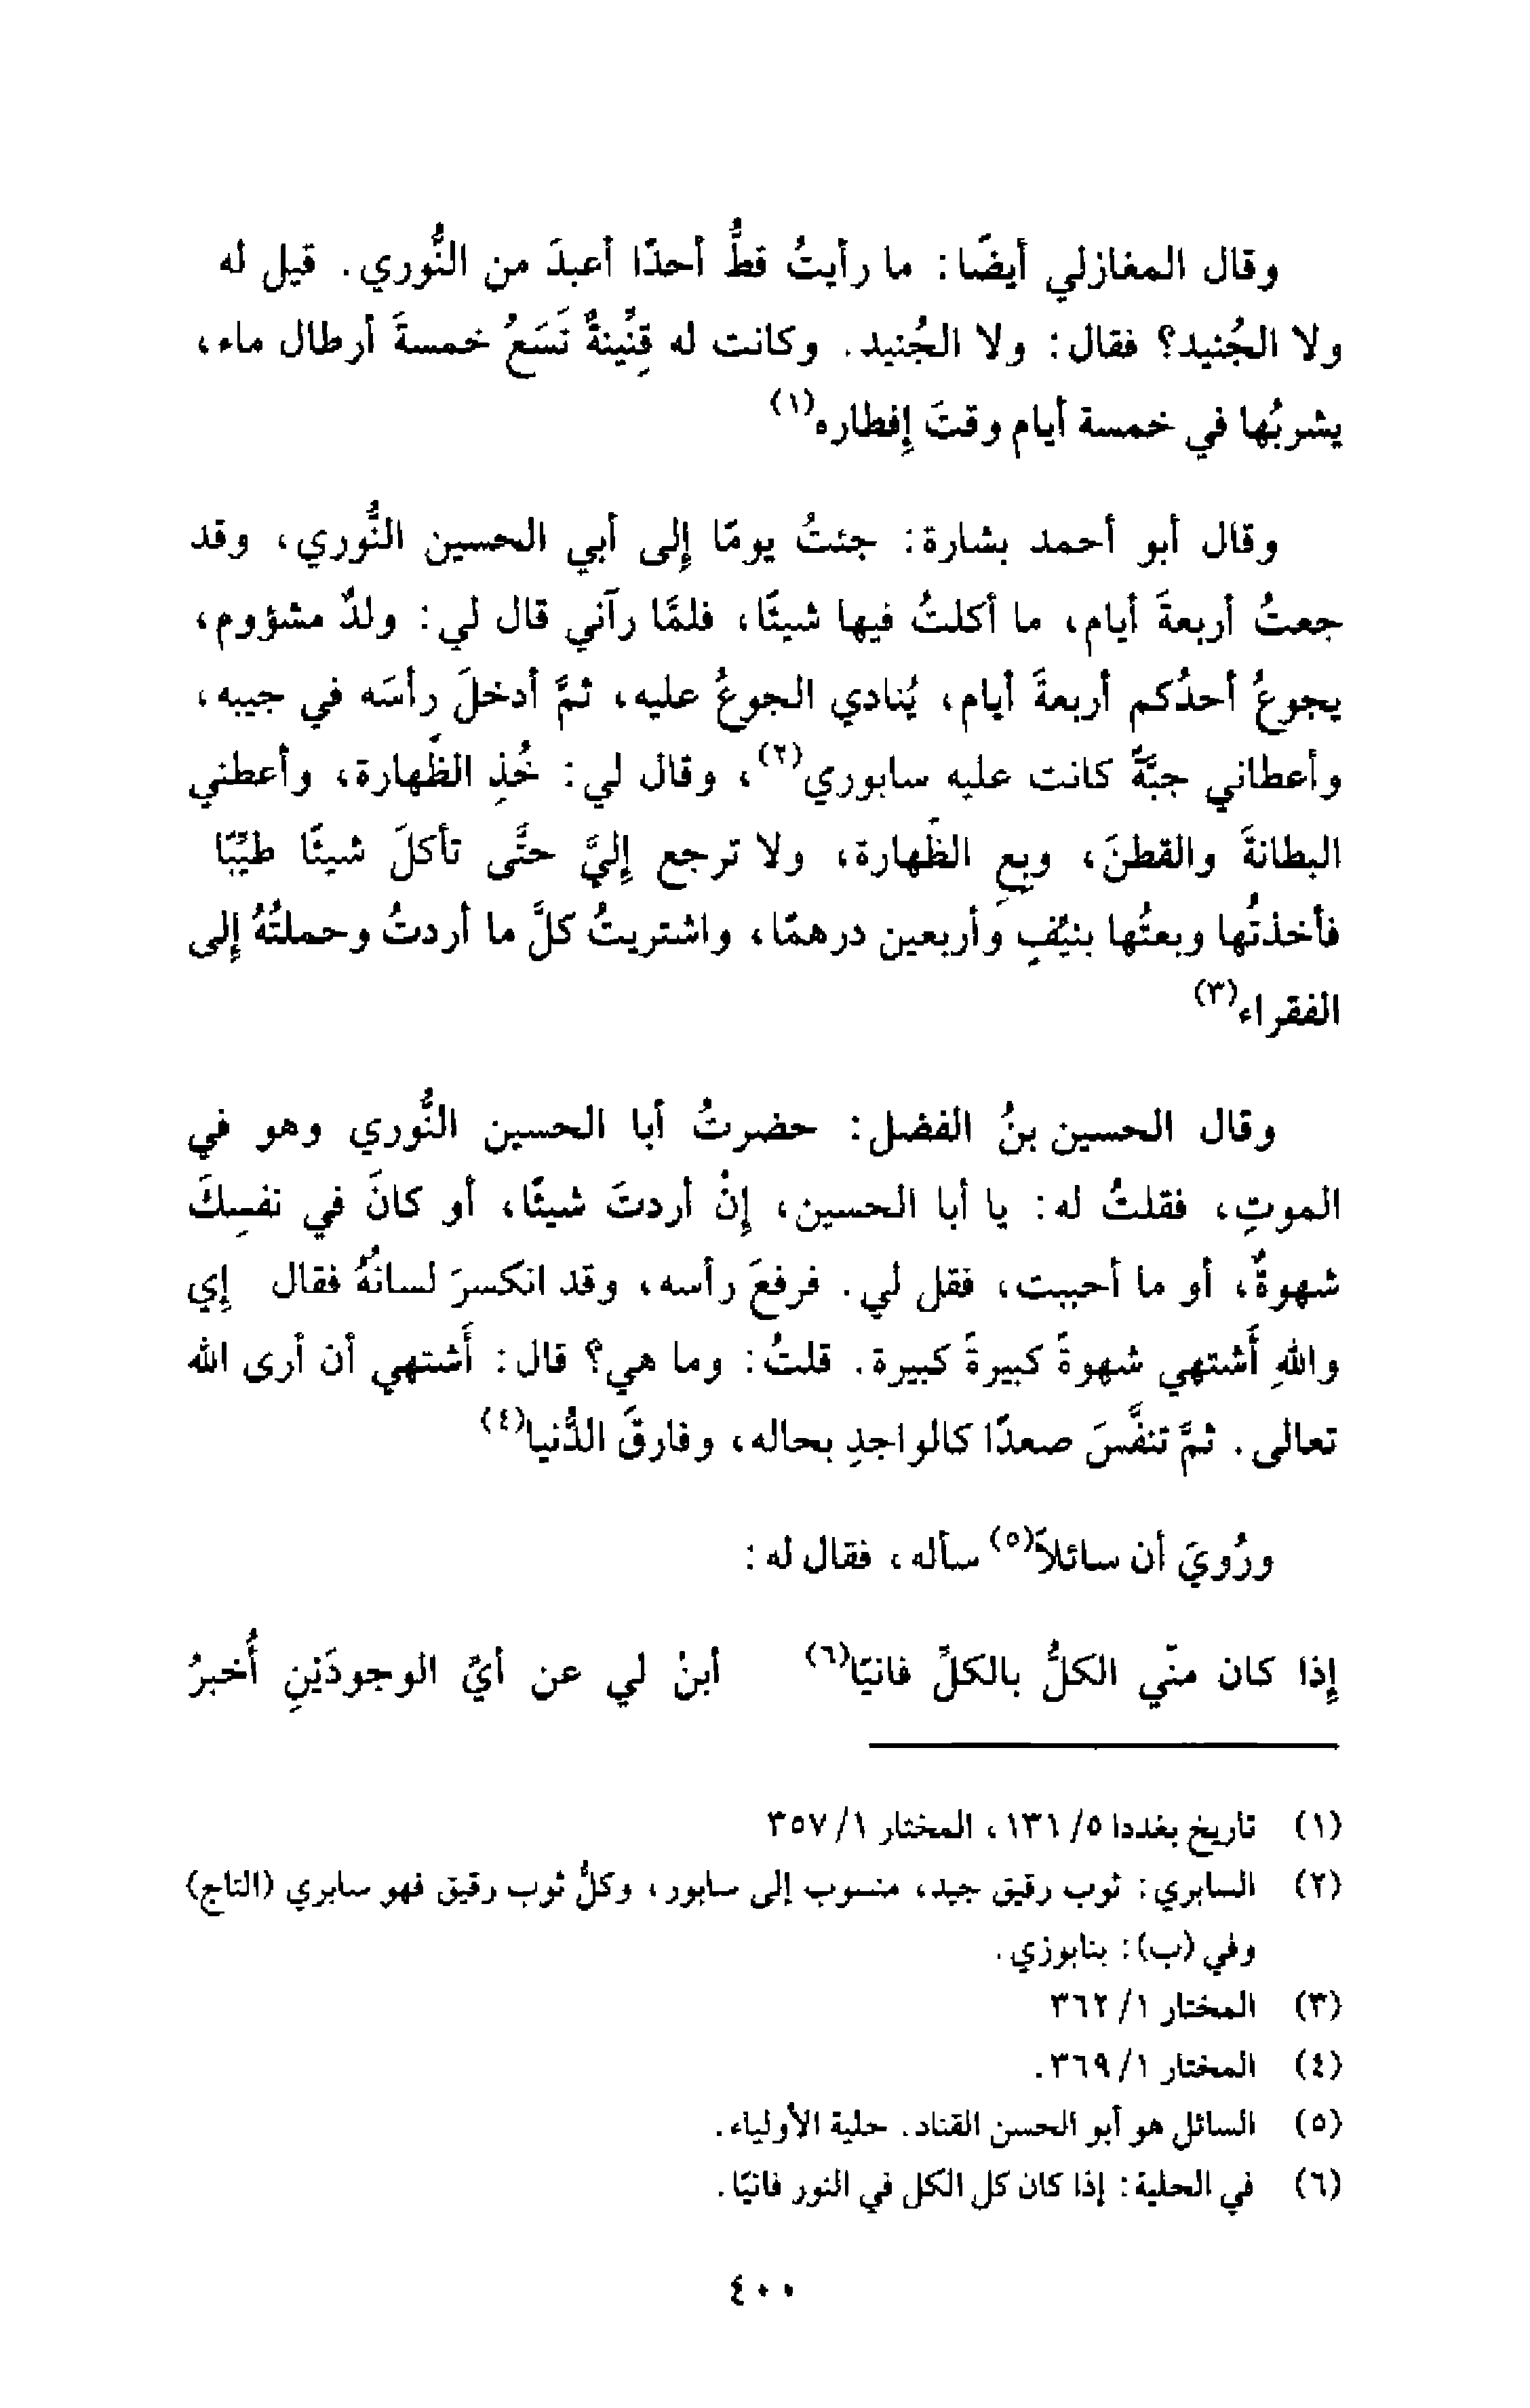 وقال المغازلي أيضًا: ما رأيتُ قطُّ أحدًا أعبدَ من النُّوري. قيل له
ولا الجُنيد؟ فقال: ولا الجُنيد. وكانت له قِنِّينةٌ تَسَعُ خمسةَ أرطال ماء،
يشربُها في خمسة أيام وقتَ إفطاره(١)
وقال أبو أحمد بشارة: جئتُ يومًا إلى أبي الحسين النُّوري، وقد
جعتُ أربعةَ أيام، ما أكلتُ فيها شيئًا، فلمَّا رآني قال لي: ولدٌ مشؤوم،
يجوعُ أحدُكم أربعةَ أيام، يُنادي الجوعُ عليه، ثمَّ أدخلَ رأسَه في جيبه،
وأعطاني جبَّةً كانت عليه سابوري(٢)، وقال لي: خُذِ الظِّهارة، وأعطني
البطانةَ والقطنَ، وبعِ الظِّهارة، ولا ترجع إليَّ حتَّى تأكلَ شيئًا طيِّبًا
فأخذتُها وبعتُها بنيِّفٍ وأربعين درهمًا، واشتريتُ كلَّ ما أردتُ وحملتُهُ إلى
الفقراء(٣)
وقال الحسين بنُ الفضل: حضرتُ أبا الحسين النُّوري وهو في
الموتِ، فقلتُ له: يا أبا الحسين، إنْ أردتَ شيئًا، أو كانَ في نفسِكَ
شهوةٌ، أو ما أحببت، فقل لي. فرفعَ رأسه، وقد انكسرَ لسانُهُ فقال إي
واللهِ أَشتهي شهوةً كبيرةً كبيرة. قلتُ: وما هي؟ قال: أَشتهي أن أرى الله
تعالى. ثمَّ تنفَّسَ صعدًا كالواجدِ بحاله، وفارقَ الدُّنيا(٤)
ورُويَ أن سائلاً(٥) سأله، فقال له:
إذا كان منّي الكلُّ بالكلِّ فانيًا(٦) أبنْ لي عن أيِّ الوجودَيْنِ أُخبرُ
(١) تاريخ بغددا ٥/ ١٣١، المختار ١/ ٣٥٧
(٢) السابري: ثوب رقيق جيد، منسوب إلى سابور، وكلُّ ثوب رقيق فهو سابري (التاج)
وفي (ب): بنابوزي.
(٣) المختار ١/ ٣٦٢
(٤) المختار ١/ ٣٦٩.
(٥) السائل هو أبو الحسن القناد. حلية الأولياء.
(٦) في الحلية: إذا كان كل الكل في النور فانيًا.
٤٠٠